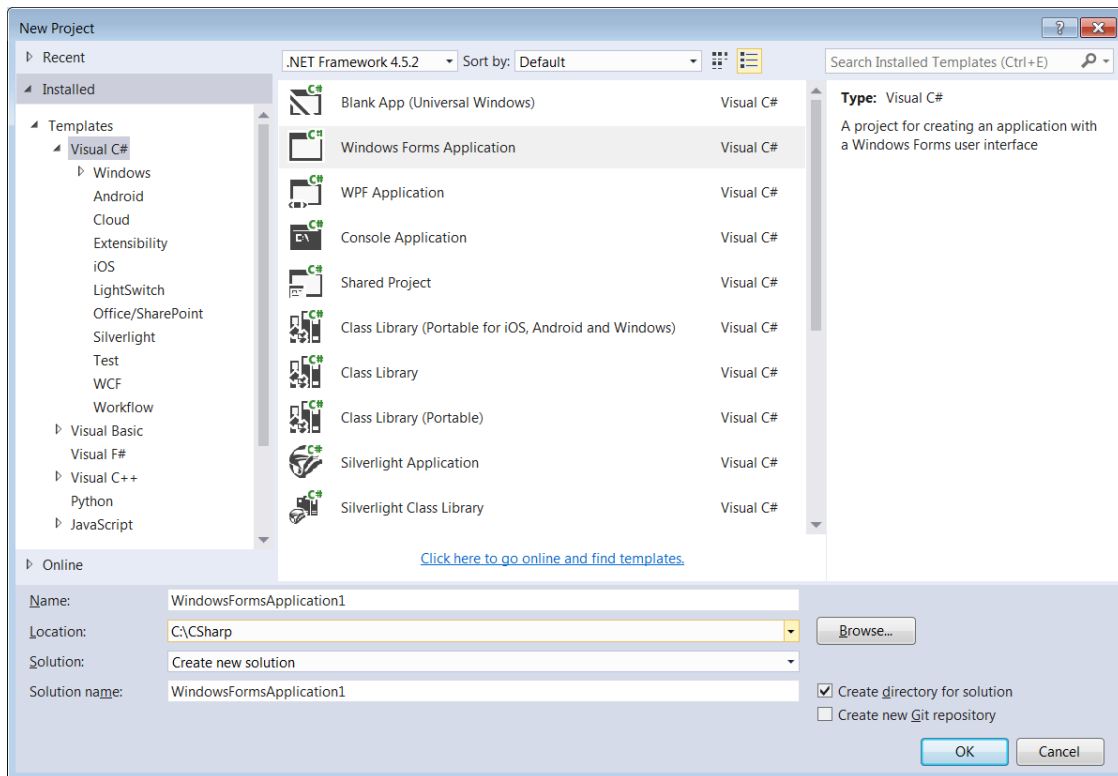 New Project
Recent
.NET Framework 4.5.2 Sort by: Default
Search Installed Templates (Ctrl+E)
Installed
Templates
Visual C#
Windows
Android
Cloud
Extensibility
iOS
LightSwitch
Office/SharePoint
Silverlight
Test
WCF
Workflow
Visual Basic
Visual F#
Visual C++
Python
JavaScript
Online
Blank App (Universal Windows) Visual C#
Windows Forms Application Visual C#
WPF Application Visual C#
Console Application Visual C#
Shared Project Visual C#
Class Library (Portable for iOS, Android and Windows) Visual C#
Class Library Visual C#
Class Library (Portable) Visual C#
Silverlight Application Visual C#
Silverlight Class Library Visual C#
Click here to go online and find templates.
Type: Visual C#
A project for creating an application with
a Windows Forms user interface
Name: WindowsFormsApplication1
Location: C:\CSharp Browse...
Solution: Create new solution
Solution name: WindowsFormsApplication1
Create directory for solution
Create new Git repository
OK Cancel